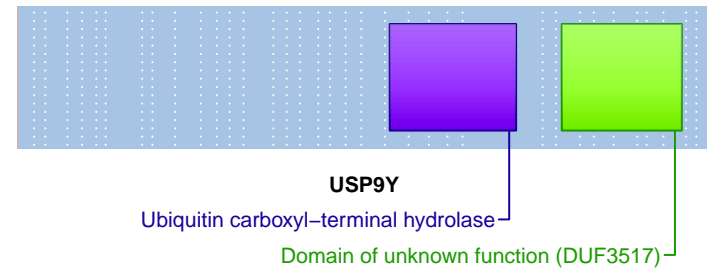 USP9Y
Ubiquitin carboxyl−terminal hydrolase
Domain of unknown function (DUF3517)